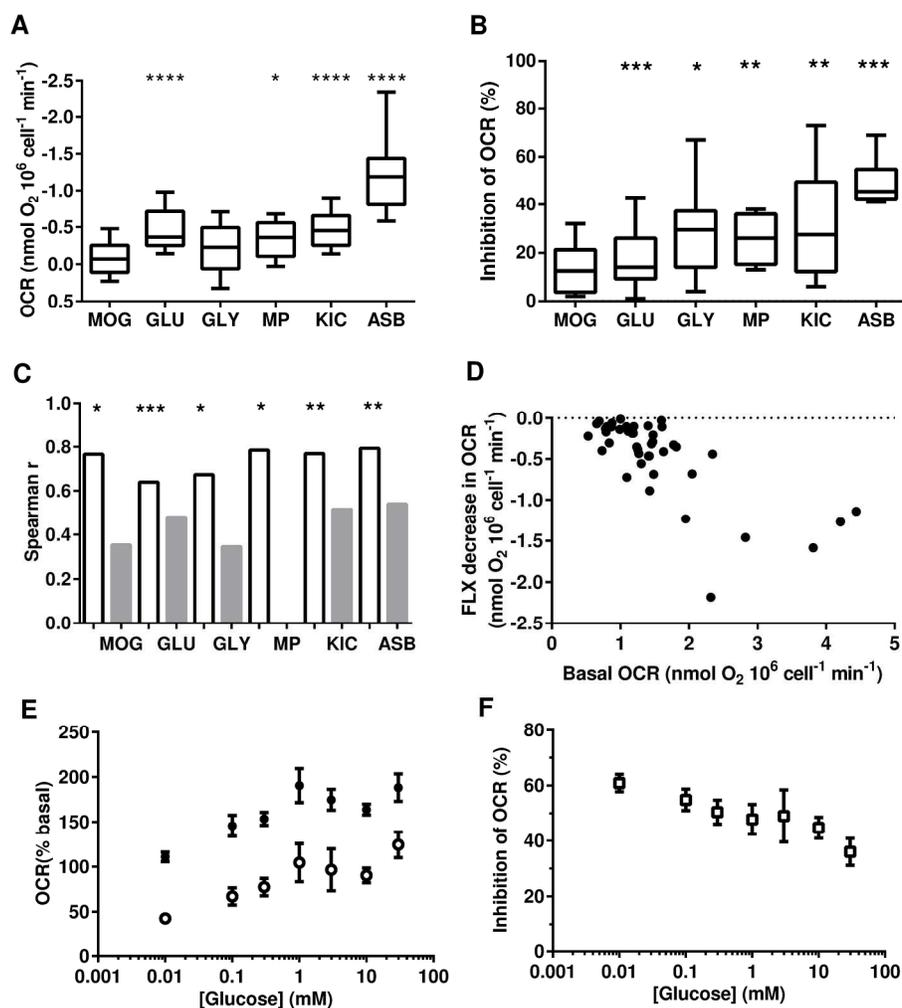 A
OCR (nmol O2 10^6 cell^-1 min^-1)
-2.5
-2.0
-1.5
-1.0
-0.5
0.0
0.5
**** * **** ****
MOG GLU GLY MP KIC ASB
B
Inhibition of OCR (%)
100
80
60
40
20
0
*** * ** ** ***
MOG GLU GLY MP KIC ASB
C
Spearman r
1.0
0.8
0.6
0.4
0.2
0.0
* *** * * ** **
MOG GLU GLY MP KIC ASB
D
FLX decrease in OCR
(nmol O2 10^6 cell^-1 min^-1)
0.0
-0.5
-1.0
-1.5
-2.0
-2.5
0 1 2 3 4 5
Basal OCR (nmol O2 10^6 cell^-1 min^-1)
E
OCR(% basal)
250
200
150
100
50
0
0.001 0.01 0.1 1 10 100
[Glucose] (mM)
F
Inhibition of OCR (%)
80
60
40
20
0
0.001 0.01 0.1 1 10 100
[Glucose] (mM)